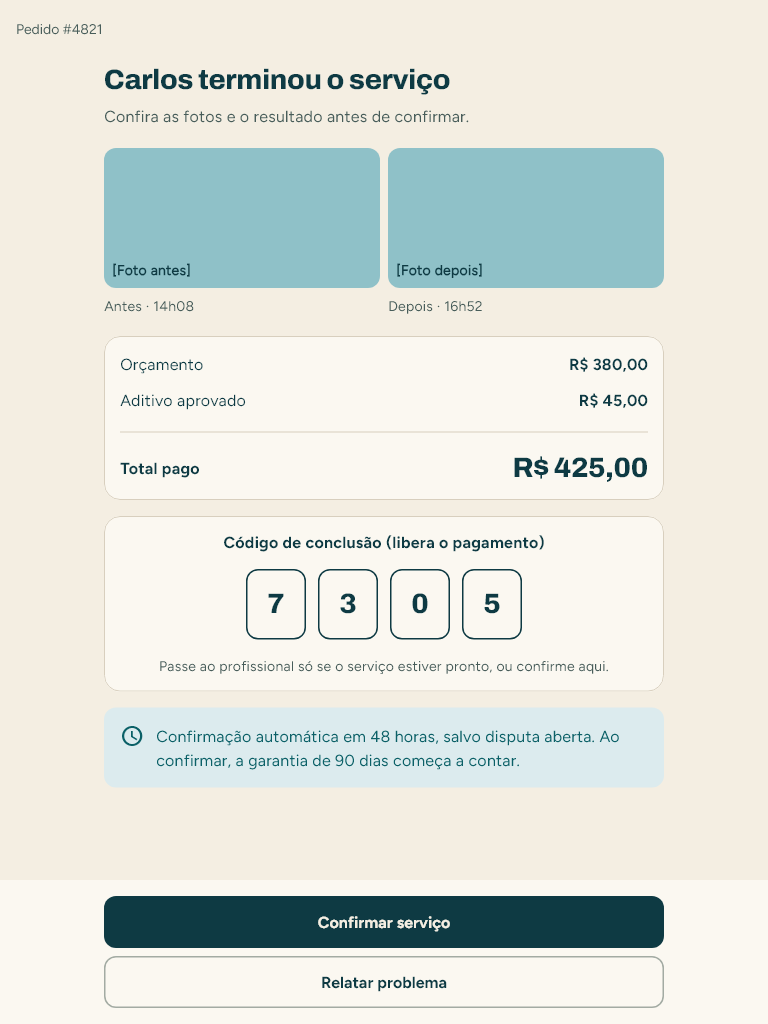 Pedido #4821
Carlos terminou o serviço
Confira as fotos e o resultado antes de confirmar.
[Foto antes]
[Foto depois]
Antes · 14h08
Depois · 16h52
Orçamento
R$ 380,00
Aditivo aprovado
R$ 45,00
Total pago
R$ 425,00
Código de conclusão (libera o pagamento)
7 3 0 5
Passe ao profissional só se o serviço estiver pronto, ou confirme aqui.
Confirmação automática em 48 horas, salvo disputa aberta. Ao
confirmar, a garantia de 90 dias começa a contar.
Confirmar serviço
Relatar problema